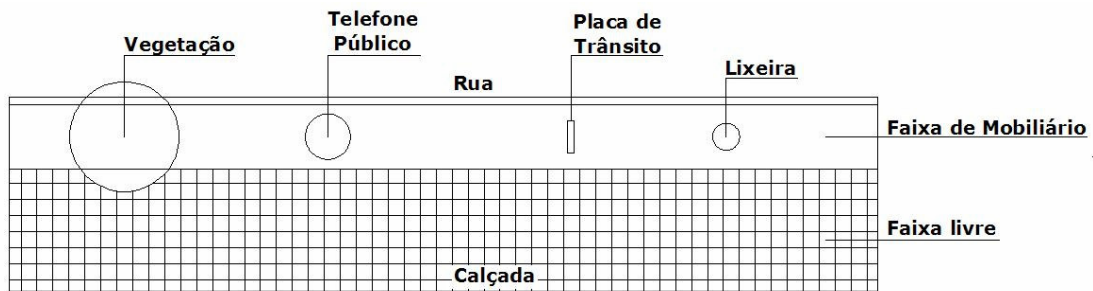 Vegetação
Telefone
Público
Placa de
Trânsito
Lixeira
Rua
Faixa de Mobiliário
Faixa livre
Calçada